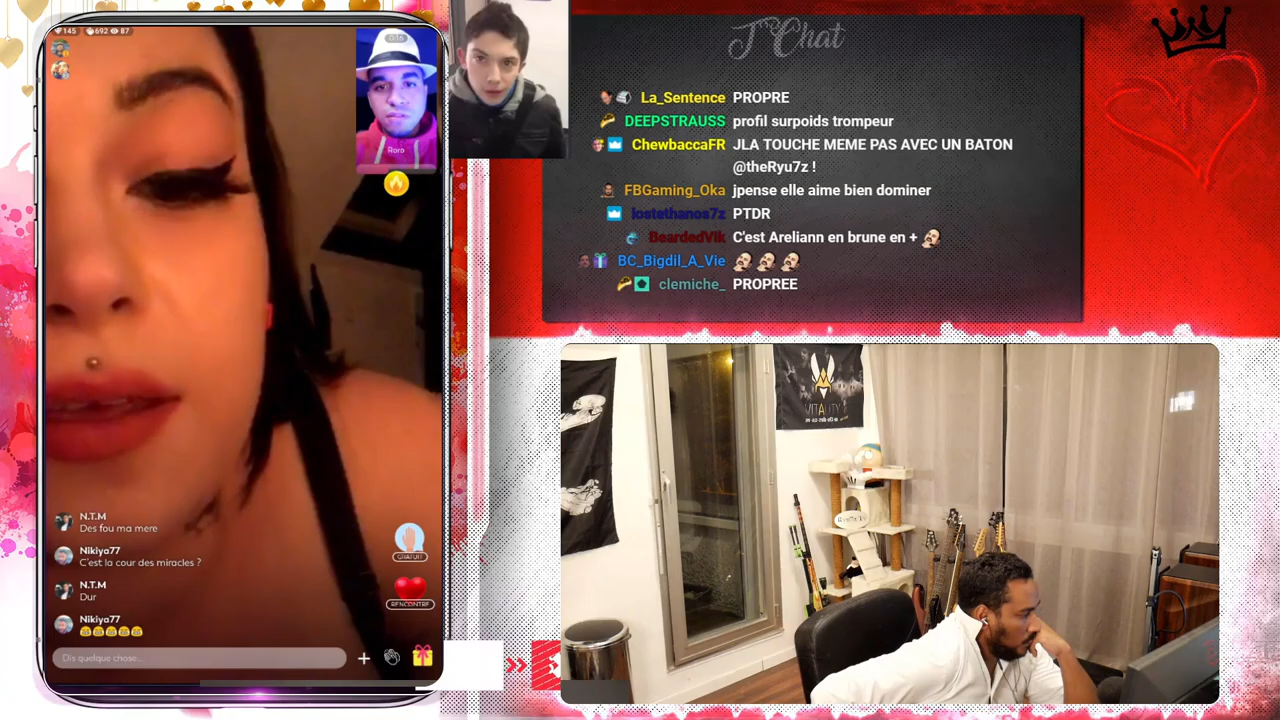 145 692 87
0:16
Roro
N.T.M
Des fou ma mere
Nikiya77
C'est la cour des miracles ?
N.T.M
Dur
Nikiya77
GRATUIT
RENCONTRE
Dis quelque chose...
T'Chat
La_Sentence PROPRE
DEEPSTRAUSS profil surpoids trompeur
ChewbaccaFR JLA TOUCHE MEME PAS AVEC UN BATON
@theRyu7z !
FBGaming_Oka jpense elle aime bien dominer
lostethanos7z PTDR
BeardedVik C'est Areliann en brune en +
BC_Bigdil_A_Vie
clemiche_ PROPREE
VITALITY